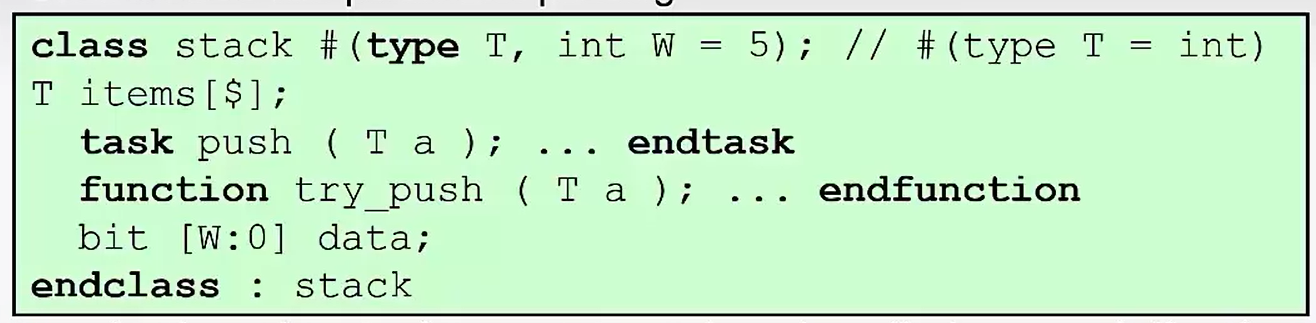 class stack #(type T, int W = 5); // #(type T = int)
T items[$];
task push ( T a ); ... endtask
function try_push ( T a ); ... endfunction
bit [W:0] data;
endclass : stack